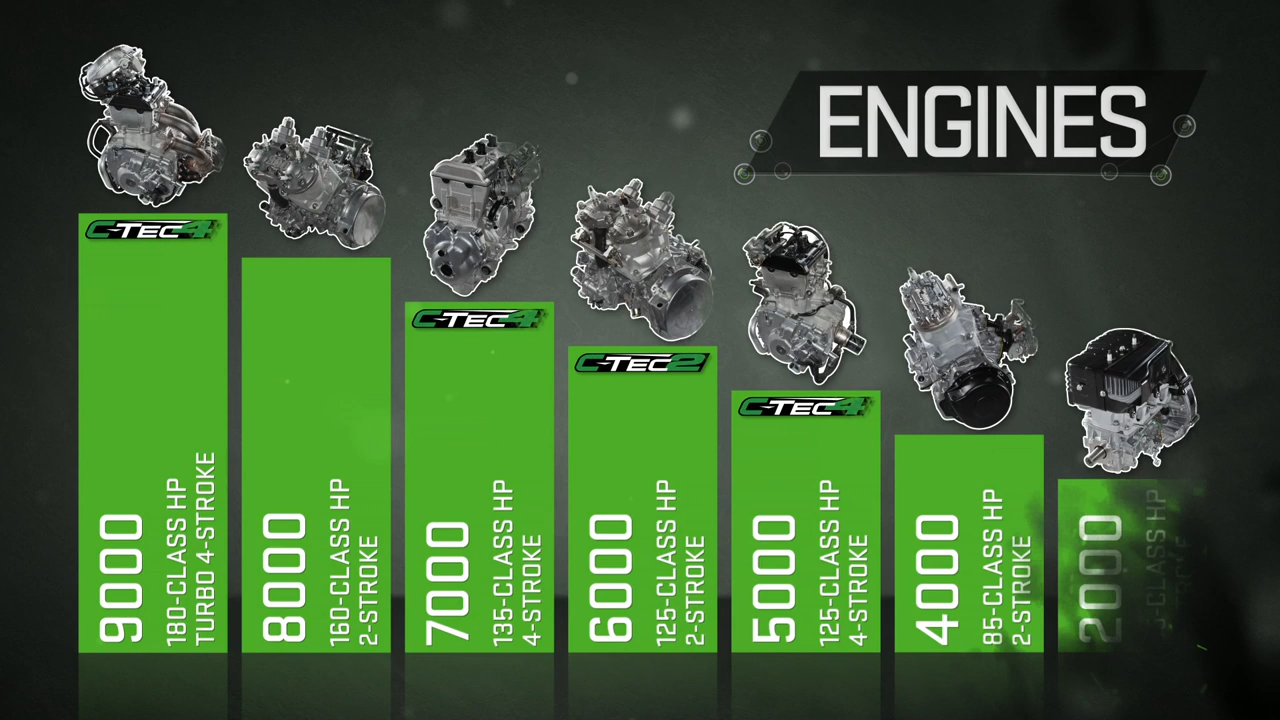 ENGINES
C-TEC4
9000
180-CLASS HP
TURBO 4-STROKE
8000
160-CLASS HP
2-STROKE
C-TEC4
7000
135-CLASS HP
4-STROKE
C-TEC2
6000
125-CLASS HP
2-STROKE
C-TEC4
5000
125-CLASS HP
4-STROKE
4000
85-CLASS HP
2-STROKE
2000
-CLASS HP